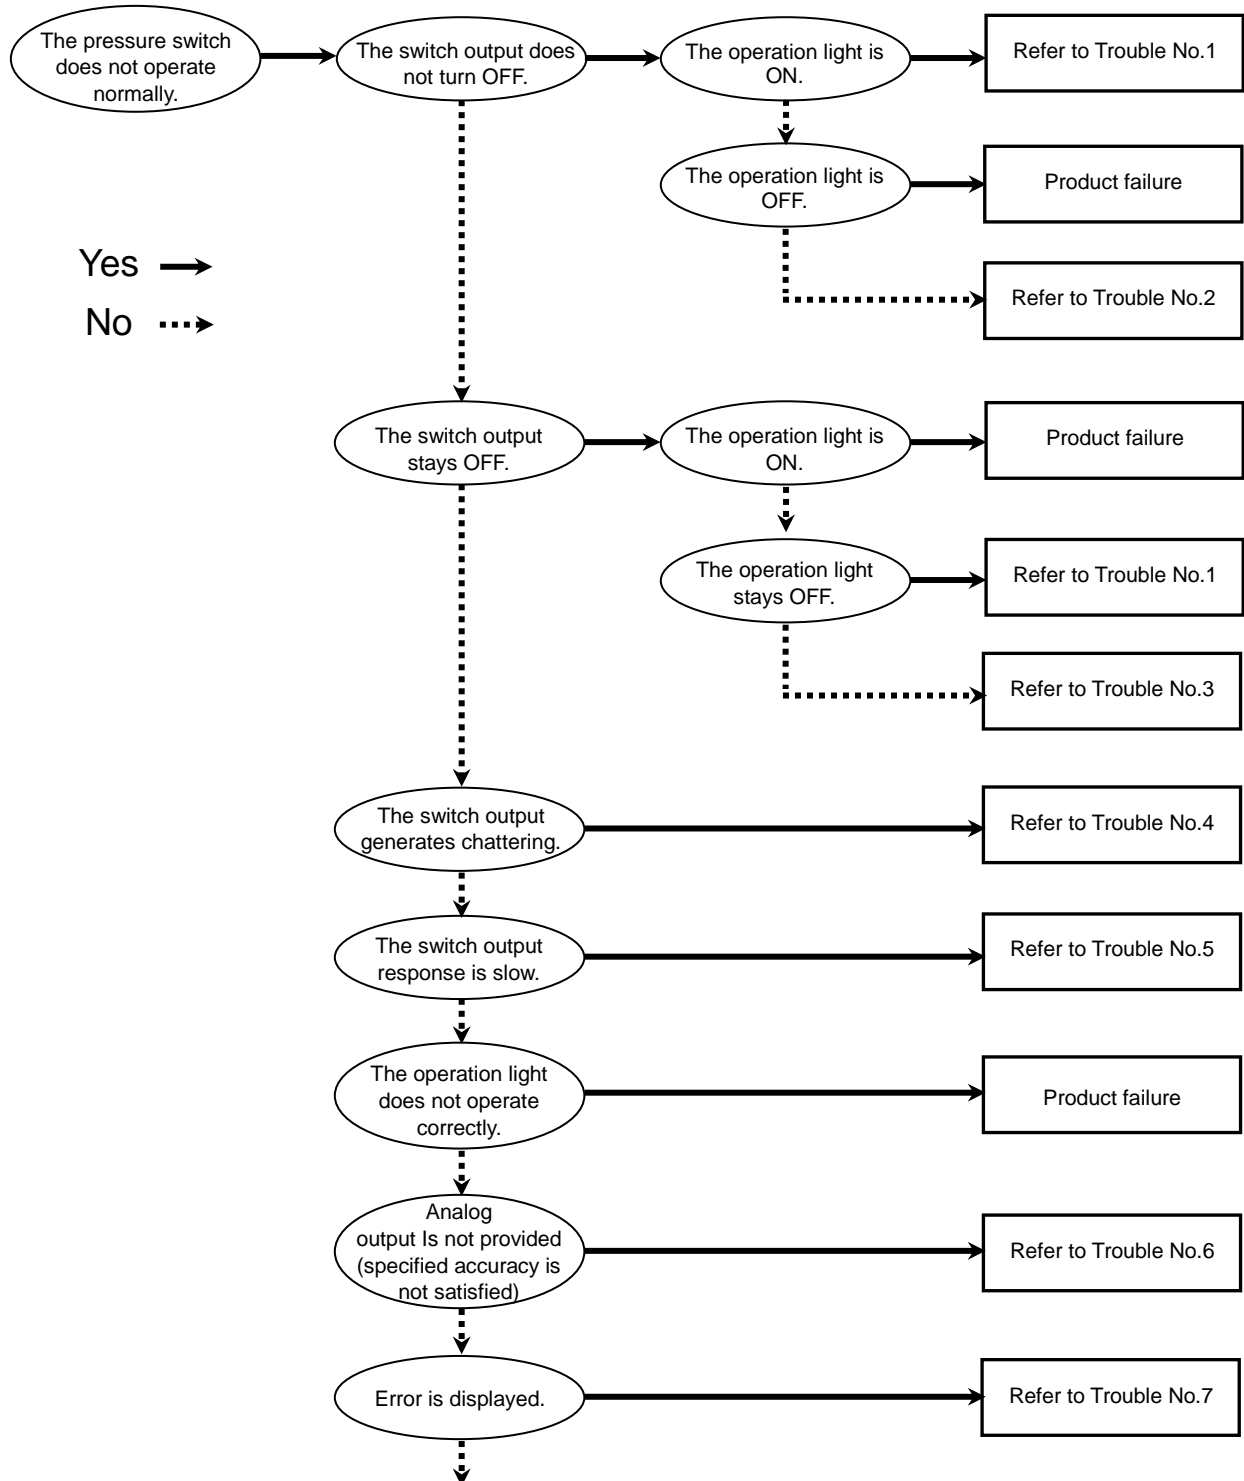 The pressure switch
does not operate
normally.
The switch output does
not turn OFF.
The operation light is
ON.
Refer to Trouble No.1
The operation light is
OFF.
Product failure
Yes
No
Refer to Trouble No.2
The switch output
stays OFF.
The operation light is
ON.
Product failure
The operation light
stays OFF.
Refer to Trouble No.1
Refer to Trouble No.3
The switch output
generates chattering.
Refer to Trouble No.4
The switch output
response is slow.
Refer to Trouble No.5
The operation light
does not operate
correctly.
Product failure
Analog
output Is not provided
(specified accuracy is
not satisfied)
Refer to Trouble No.6
Error is displayed.
Refer to Trouble No.7